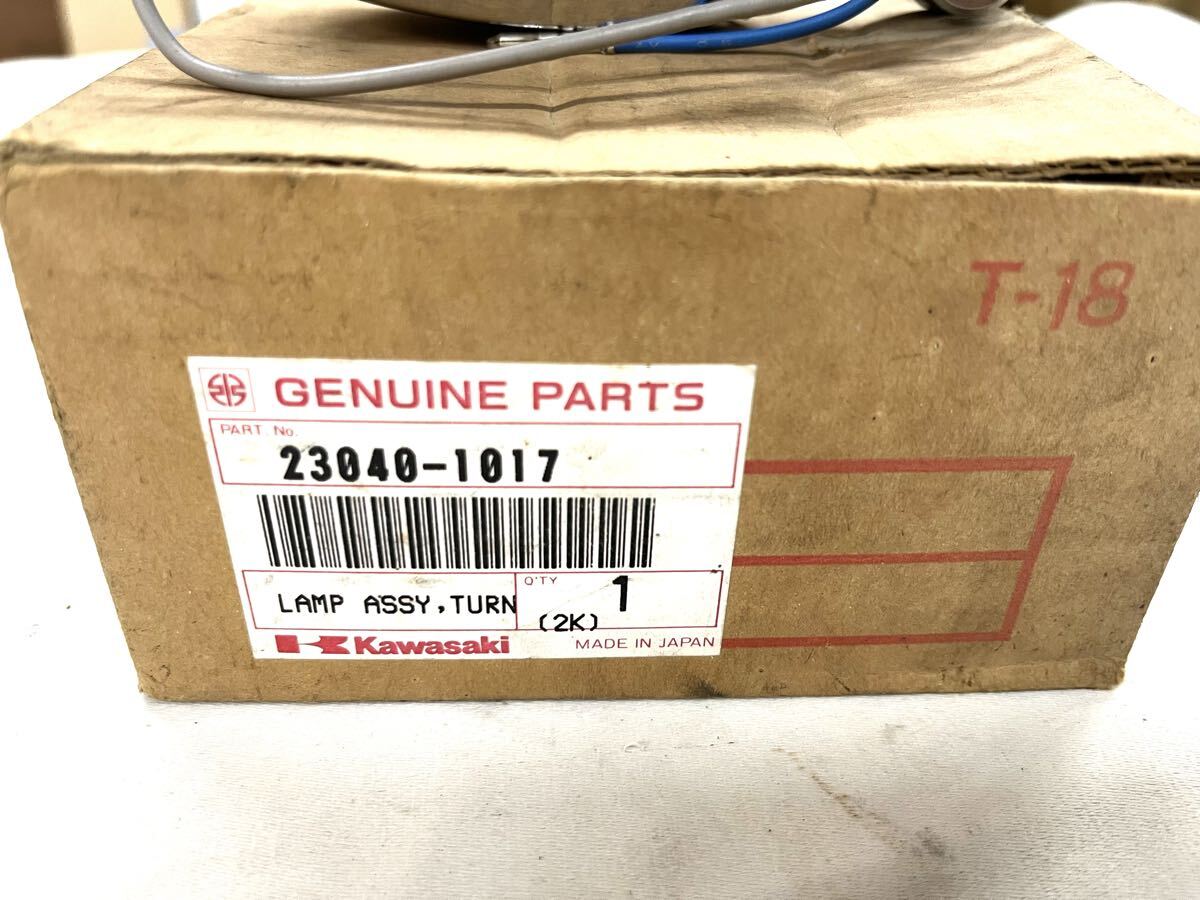 T-18
GENUINE PARTS
PART. No.
23040-1017
LAMP ASSY,TURN
Q'TY 1
(2K)
Kawasaki
MADE IN JAPAN